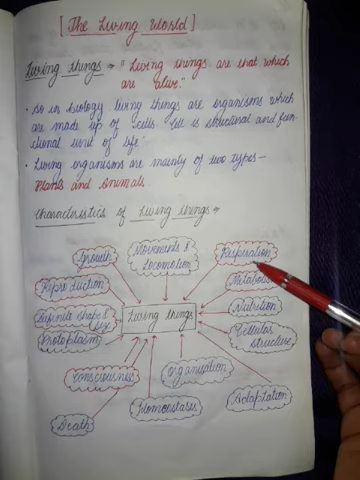 [The Living World]
Living things → "Living things are that which
are alive."
• So in biology living things are organisms which
are made up of "cells. Cell is structural and fun-
ctional unit of life"
• Living organisms are mainly of two types—
Plants and Animals
Characteristics of Living things →
Growth
Movements &
Locomotion
Respiration
Reproduction
Nutrition
Definite shape &
Protoplasm
Living things
Cellular
structure
Consciousness
Organisation
Death
Homoestasis
Adaptation